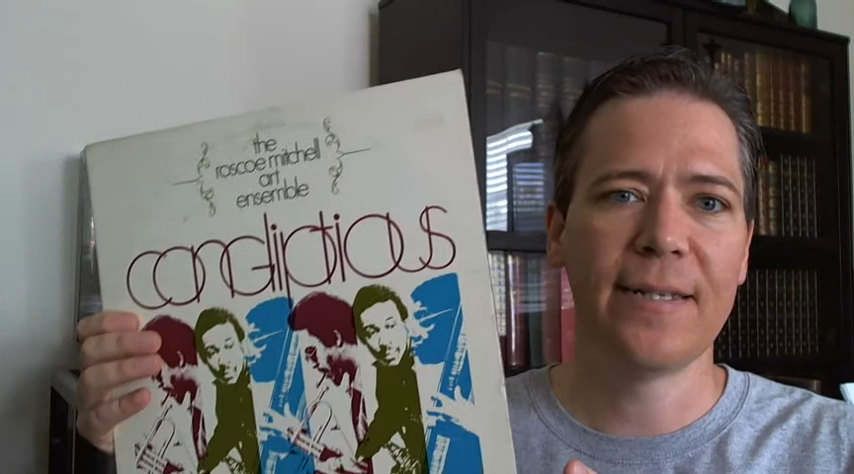 the
roscoe mitchell
art
ensemble
congliptious